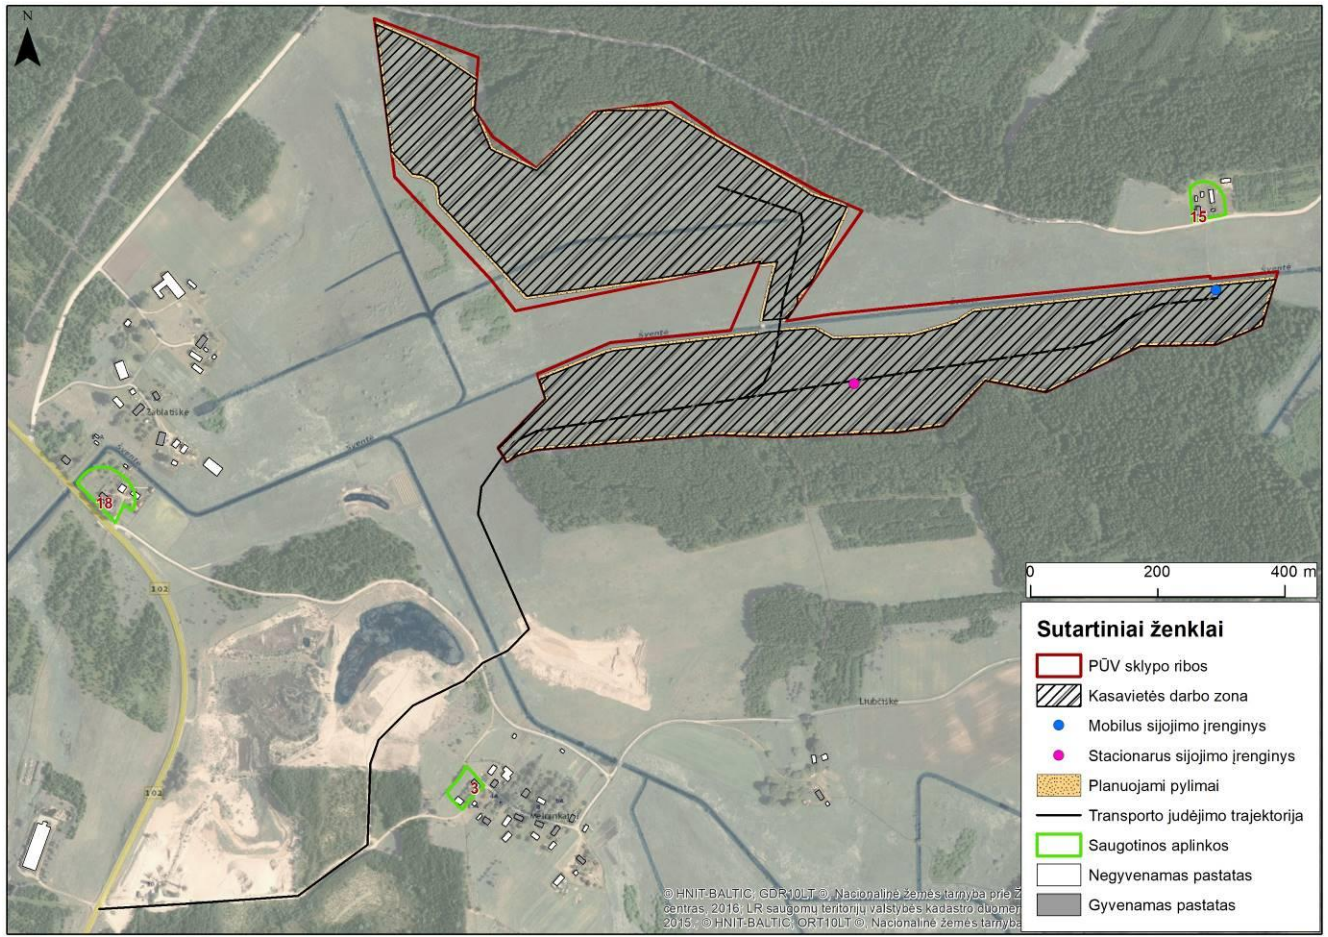 N
15
Šventė
Šventė
Žablatiškė
Šventė
Šventė
18
102
0 200 400 m
Sutartiniai ženklai
PŪV sklypo ribos
Kasavietės darbo zona
Mobilus sijojimo įrenginys
Stacionarus sijojimo įrenginys
Planuojami pylimai
Transporto judėjimo trajektorija
Saugotinos aplinkos
Negyvenamas pastatas
Gyvenamas pastatas
Liubčiškė
102
3
© HNIT-BALTIC, GDR10LT ©, Nacionalinė žemės tarnyba prie Ž
centras, 2016; LR saugomų teritorijų valstybės kadastro duomen
2015.; © HNIT-BALTIC, ORT10LT ©, Nacionalinė žemės tarnyba